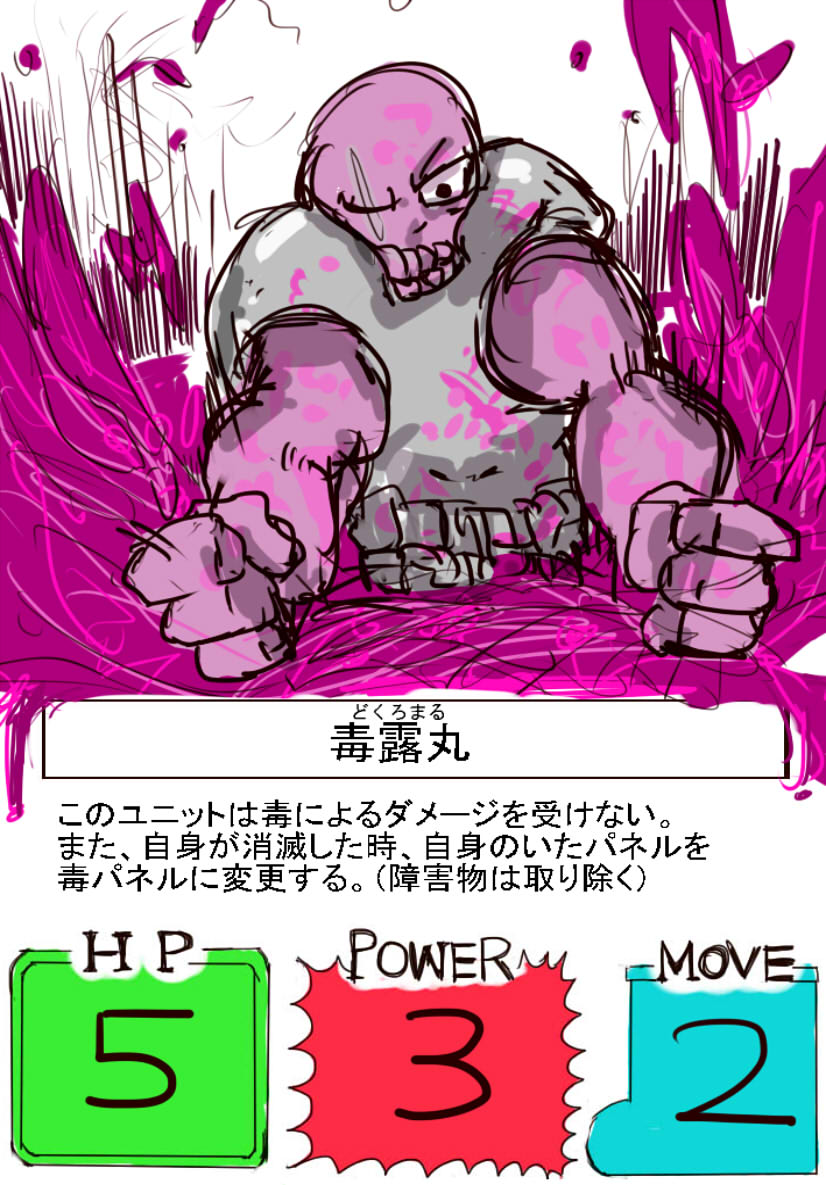 どくろまる
毒露丸
このユニットは毒によるダメージを受けない。
また、自身が消滅した時、自身のいたパネルを
毒パネルに変更する。（障害物は取り除く）
HP POWER MOVE
5 3 2